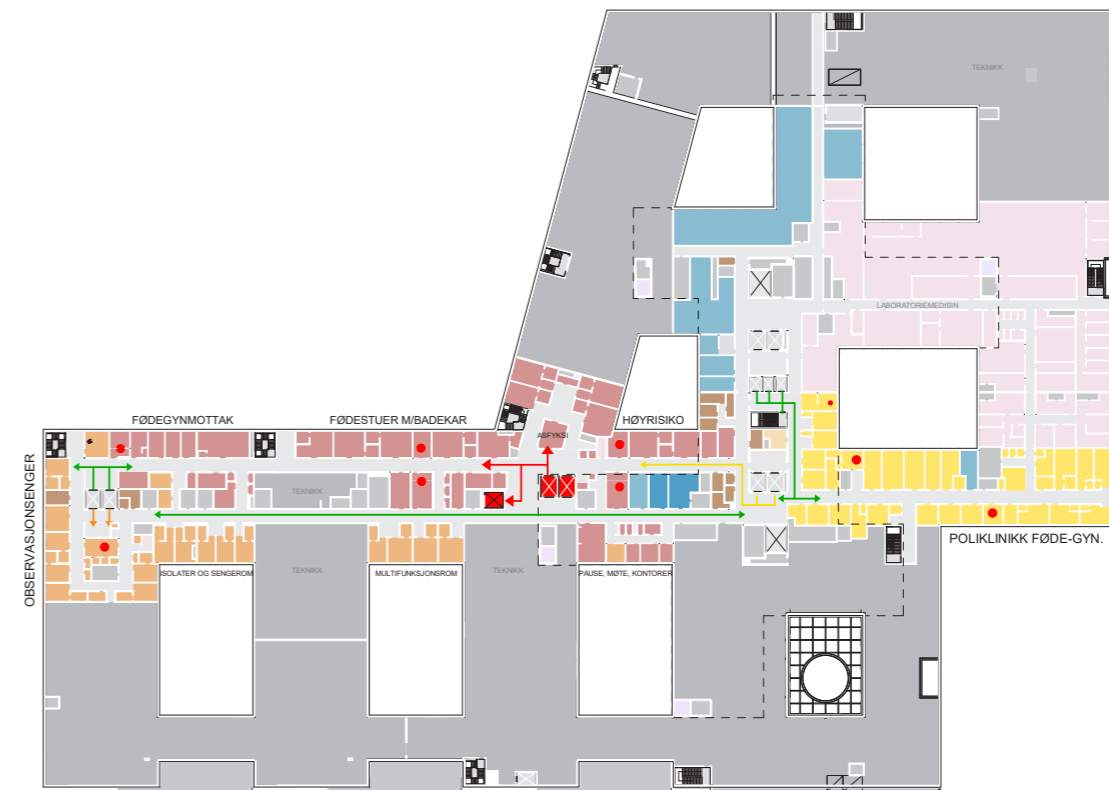 TEKNIKK
LABORATORIEMEDISIN
FØDEGYNMOTTAK
FØDESTUER M/BADEKAR
HØYRISIKO
ASFYKSI
TEKNIKK
OBSERVASJONSENGER
POLIKLINIKK FØDE-GYN.
ISOLATER OG SENGEROM
TEKNIKK
MULTIFUNKSJONSROM
TEKNIKK
PAUSE, MØTE, KONTORER